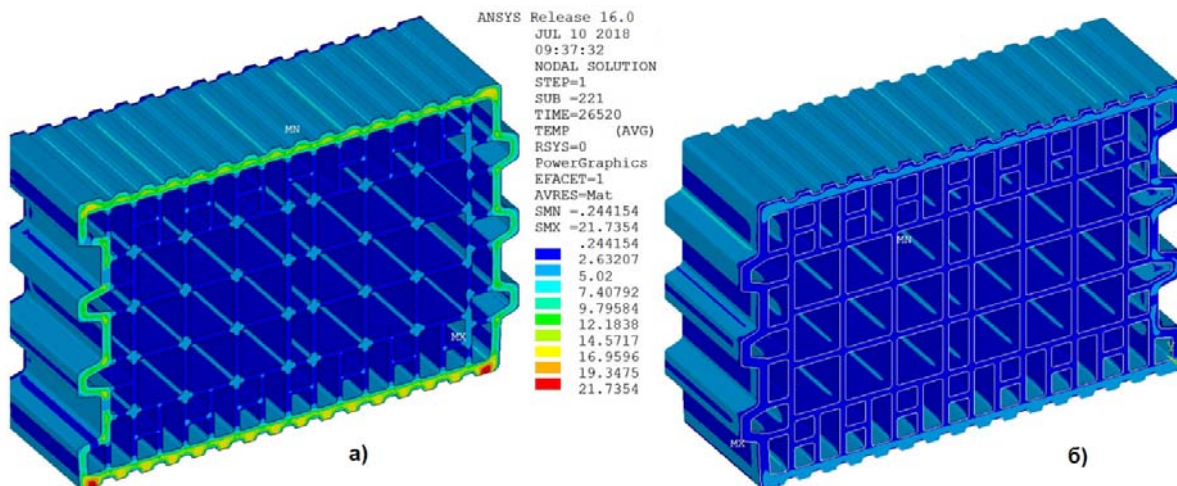 ANSYS Release 16.0
JUL 10 2018
09:37:32
NODAL SOLUTION
STEP=1
SUB =221
TIME=26520
TEMP (AVG)
RSYS=0
PowerGraphics
EFACET=1
AVRES=Mat
SMN =.244154
SMX =21.7354
.244154
2.63207
5.02
7.40792
9.79584
12.1838
14.5717
16.9596
19.3475
21.7354
MN
MX
а)
MN
MX
Y
б)